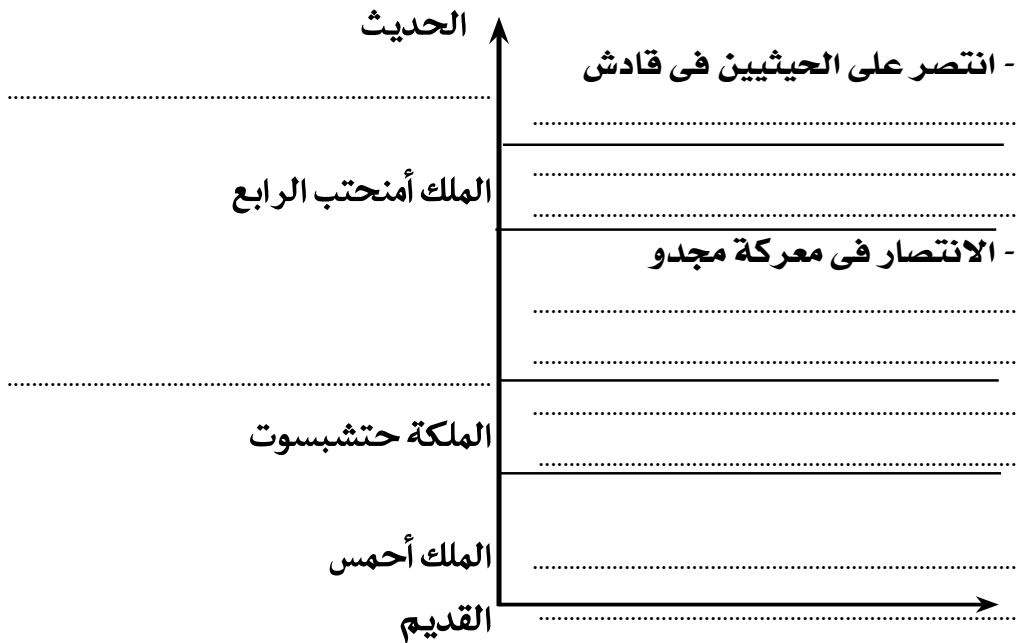 الحديث
- انتصر على الحيثيين فى قادش
الملك أمنحتب الرابع
- الانتصار فى معركة مجدو
الملكة حتشبسوت
الملك أحمس
القديم